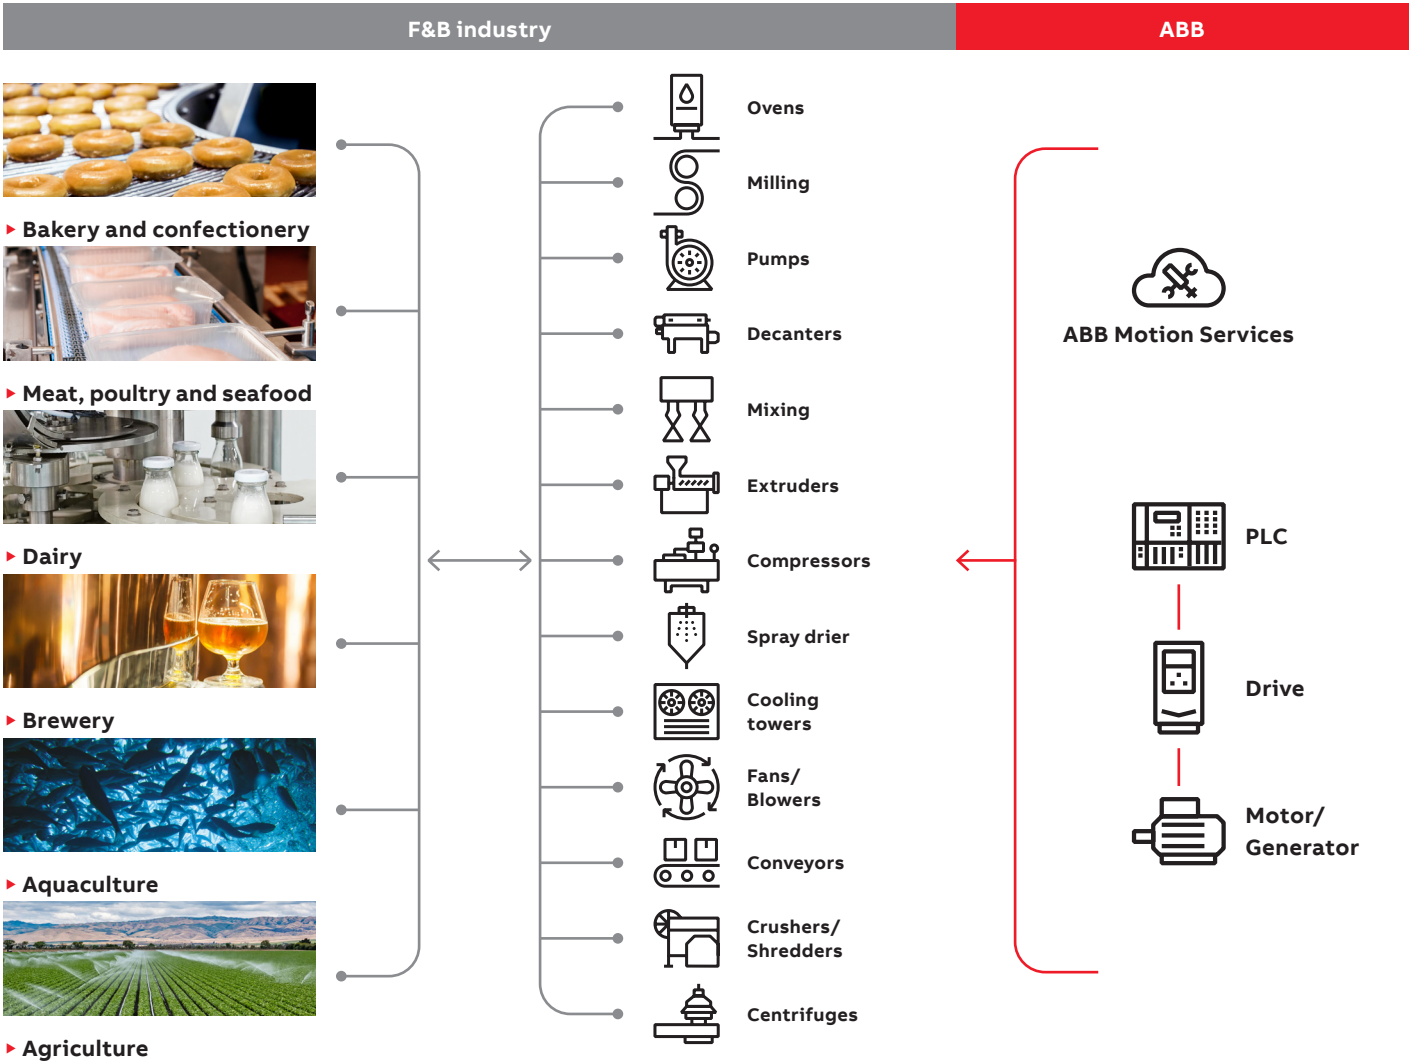 F&B industry
ABB
Bakery and confectionery
Meat, poultry and seafood
Dairy
Brewery
Aquaculture
Agriculture
Ovens
Milling
Pumps
Decanters
Mixing
Extruders
Compressors
Spray drier
Cooling
towers
Fans/
Blowers
Conveyors
Crushers/
Shredders
Centrifuges
ABB Motion Services
PLC
Drive
Motor/
Generator